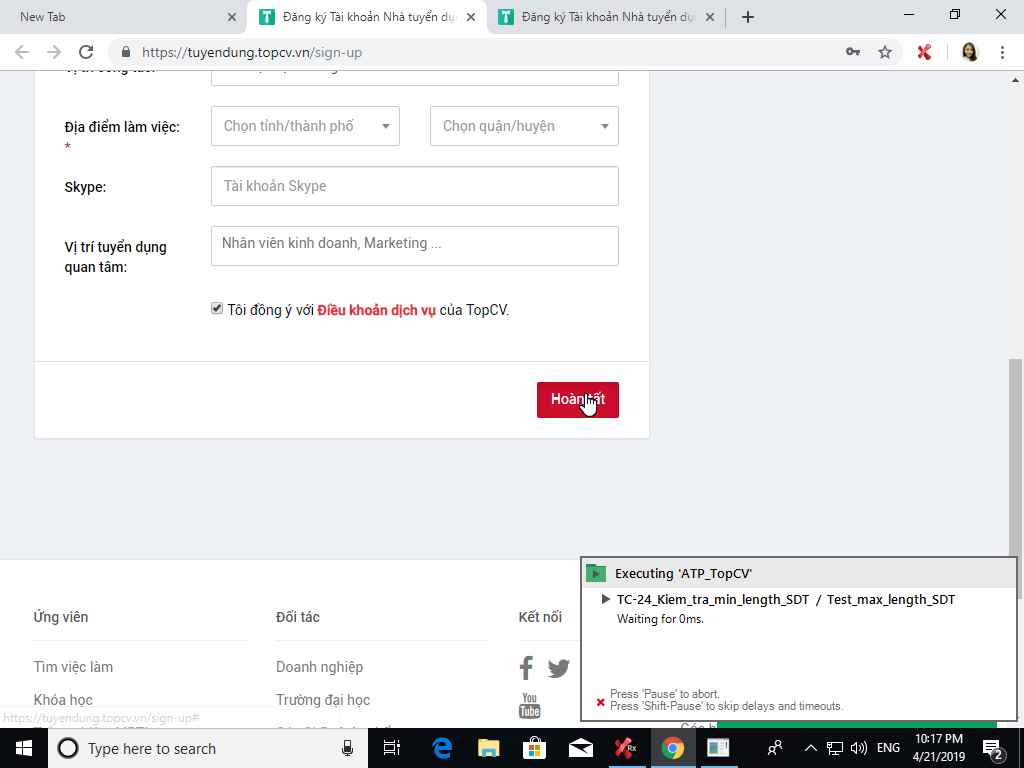 New Tab
Đăng ký Tài khoản Nhà tuyển dụ
Đăng ký Tài khoản Nhà tuyển dụ
https://tuyendung.topcv.vn/sign-up
Địa điểm làm việc:
*
Chọn tỉnh/thành phố
Chọn quận/huyện
Skype:
Tài khoản Skype
Vị trí tuyển dụng
quan tâm:
Nhân viên kinh doanh, Marketing ...
Tôi đồng ý với Điều khoản dịch vụ của TopCV.
Hoàn tất
Executing 'ATP_TopCV'
TC-24_Kiem_tra_min_length_SDT / Test_max_length_SDT
Waiting for 0ms.
Press 'Pause' to abort.
Press 'Shift-Pause' to skip delays and timeouts.
Ứng viên
Đối tác
Kết nối
Tìm việc làm
Doanh nghiệp
Khóa học
Trường đại học
You
Tube
https://tuyendung.topcv.vn/sign-up#
Type here to search
Rx
ENG
10:17 PM
4/21/2019
2